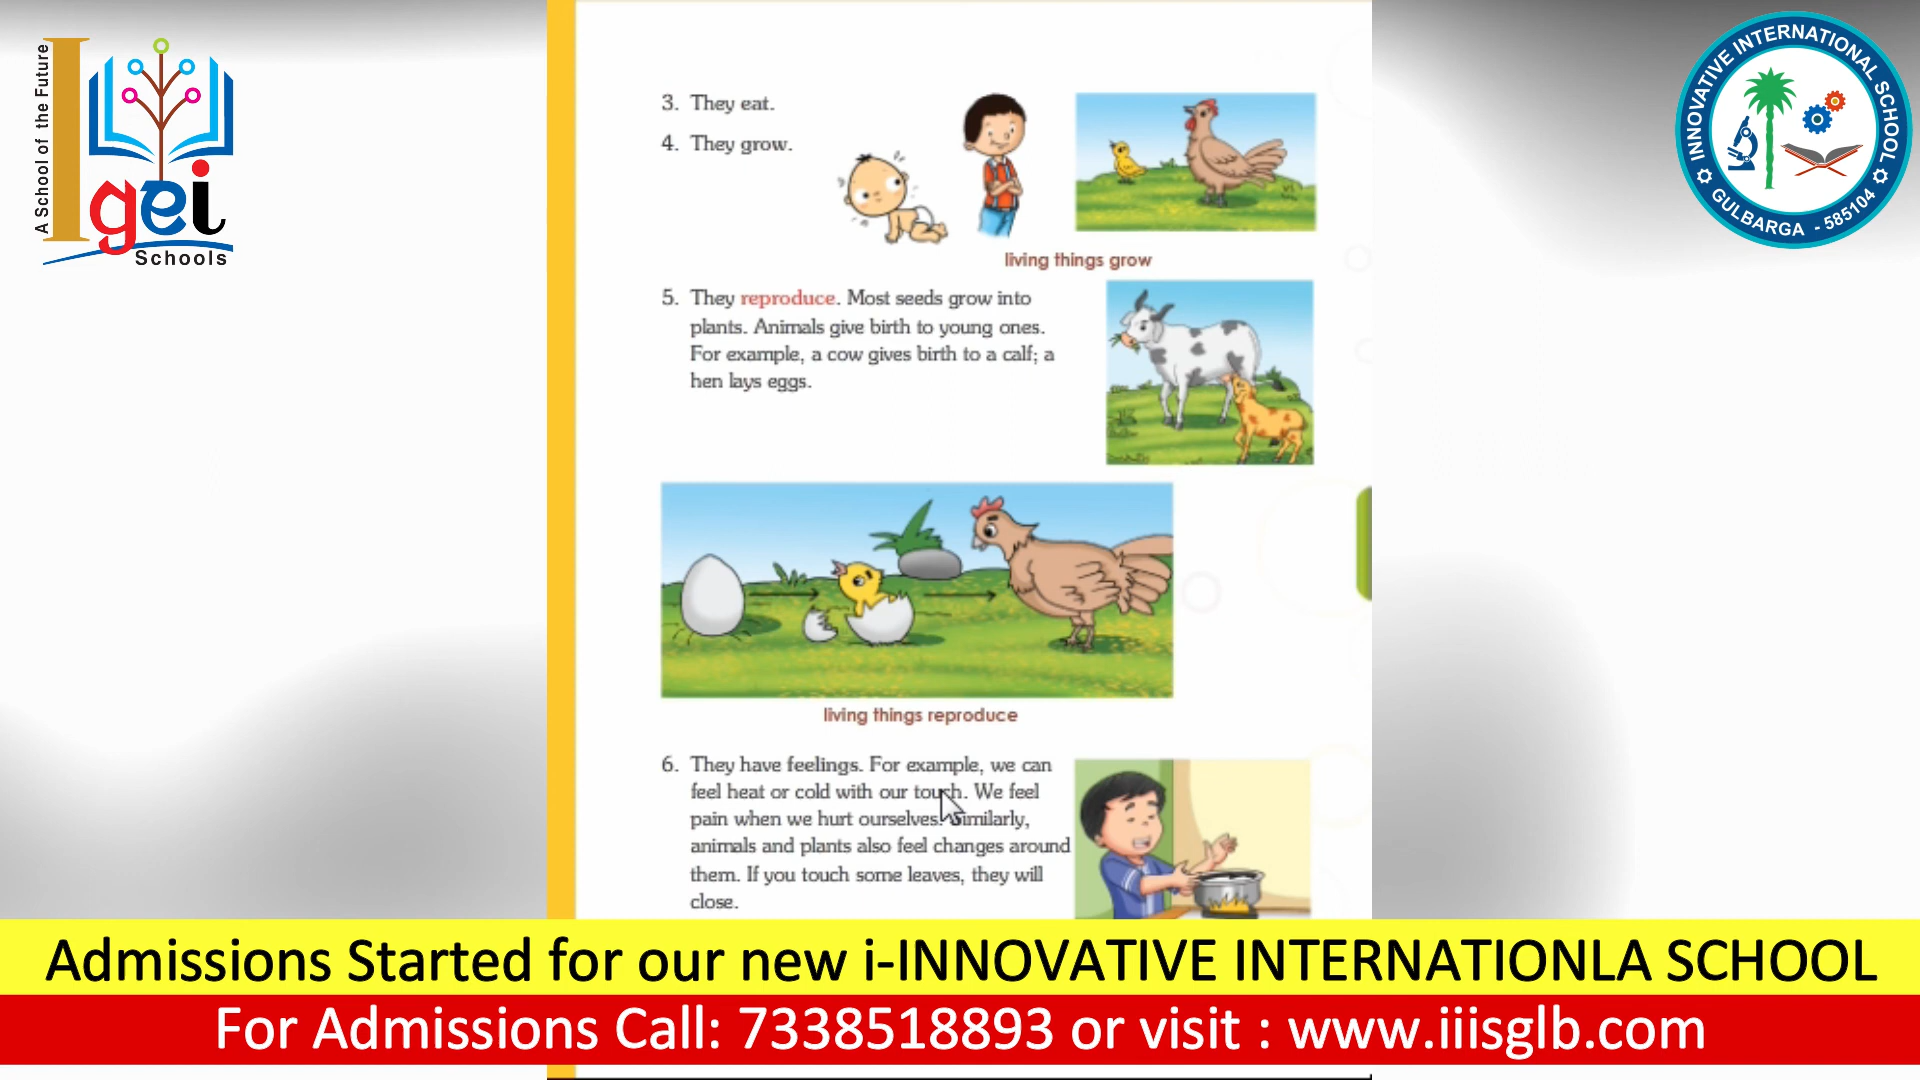 A School of the Future
Igei
Schools
INNOVATIVE INTERNATIONAL SCHOOL
GULBARGA - 585104
3. They eat.
4. They grow.
living things grow
5. They reproduce. Most seeds grow into
plants. Animals give birth to young ones.
For example, a cow gives birth to a calf; a
hen lays eggs.
living things reproduce
6. They have feelings. For example, we can
feel heat or cold with our touch. We feel
pain when we hurt ourselves. Similarly,
animals and plants also feel changes around
them. If you touch some leaves, they will
close.
Admissions Started for our new i-INNOVATIVE INTERNATIONLA SCHOOL
For Admissions Call: 7338518893 or visit : www.iiisglb.com